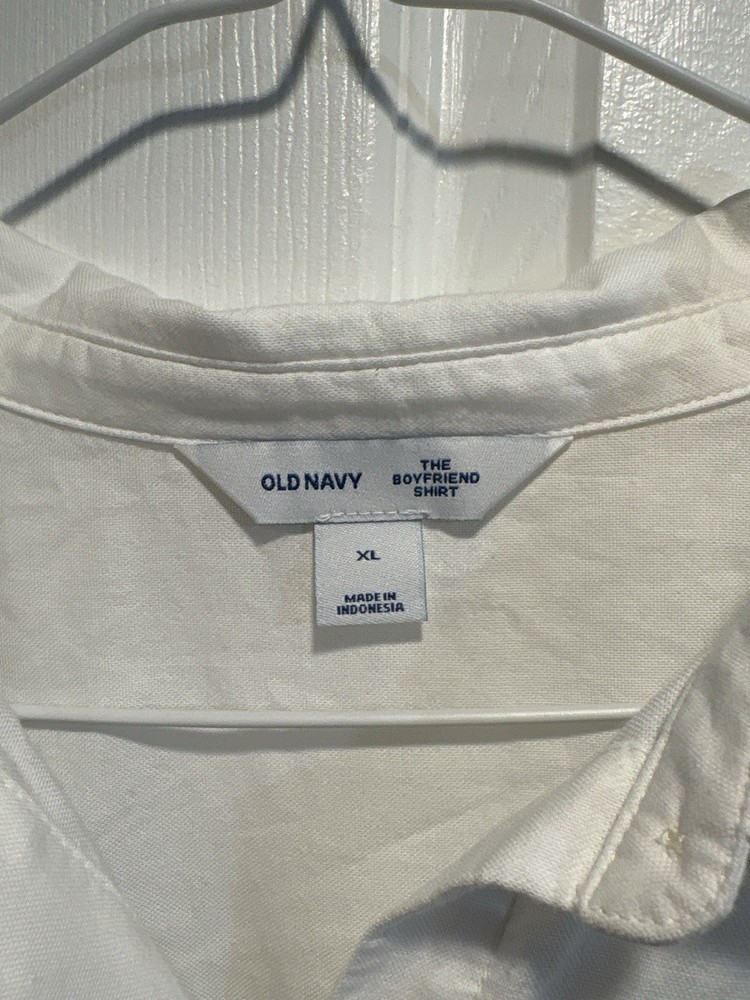 OLD NAVY
THE
BOYFRIEND
SHIRT
XL
MADE IN
INDONESIA